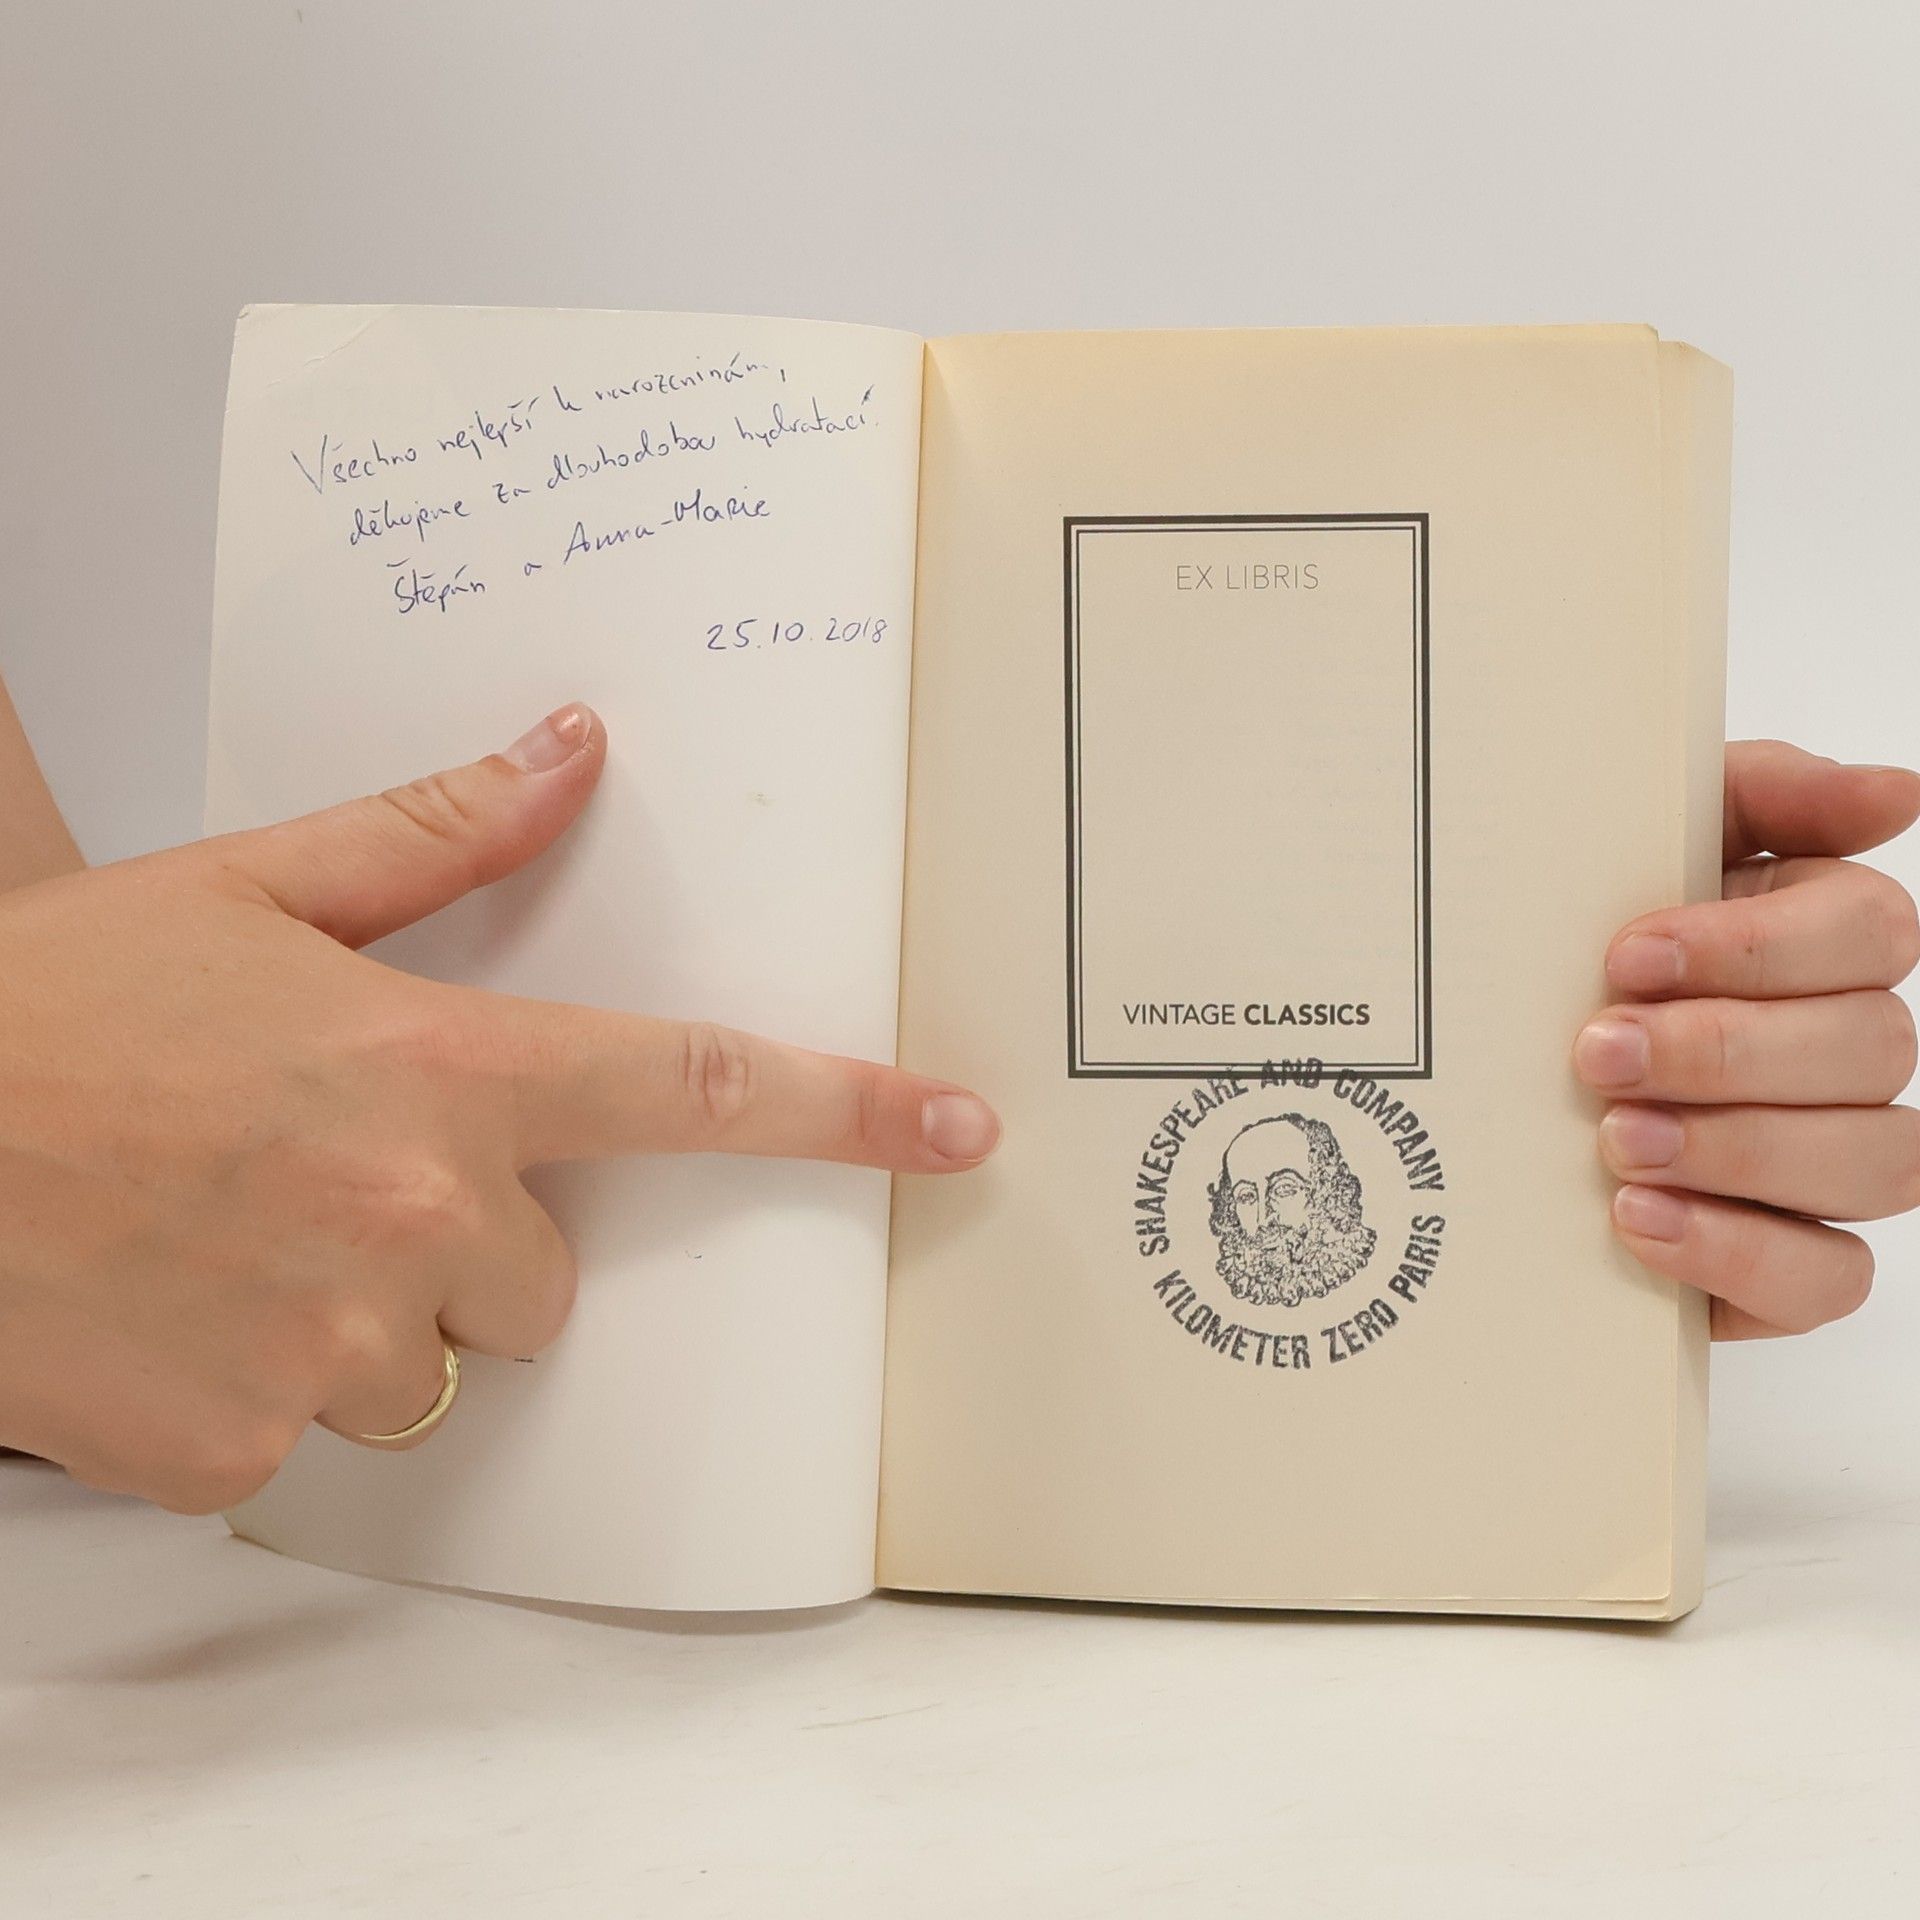 Všechno nejlepší k narozeninám,
děkujeme za dlouhodobou hydrataci.
Štěpán a Anna-Marie
25.10.2018
EX LIBRIS
VINTAGE CLASSICS
SHAKESPEARE AND COMPANY
KILOMETER ZERO PARIS